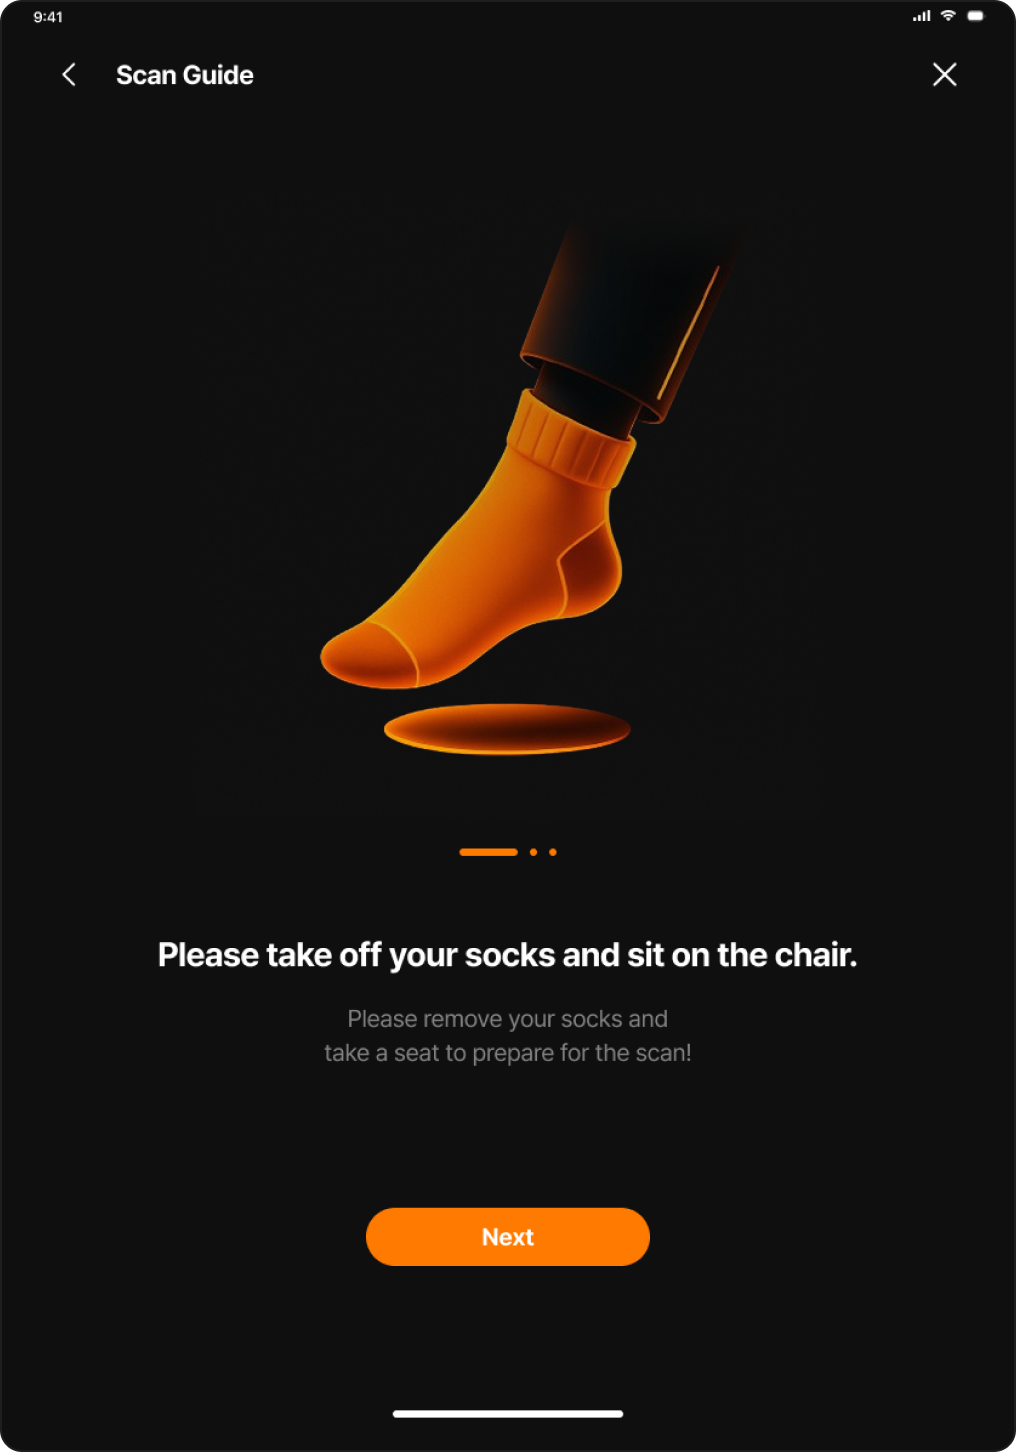 9:41
Scan Guide
Please take off your socks and sit on the chair.
Please remove your socks and
take a seat to prepare for the scan!
Next